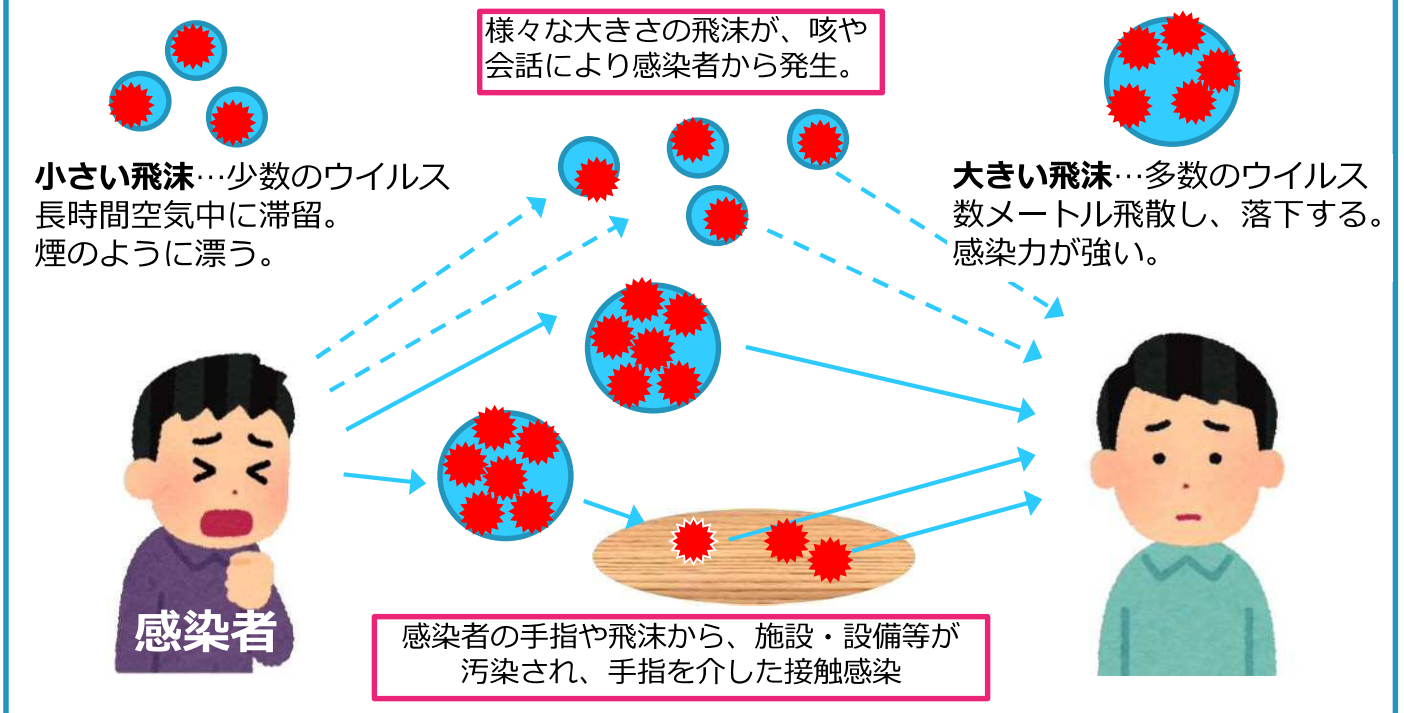 様々な大きさの飛沫が、咳や
会話により感染者から発生。
小さい飛沫…少数のウイルス
長時間空気中に滞留。
煙のように漂う。
大きい飛沫…多数のウイルス
数メートル飛散し、落下する。
感染力が強い。
感染者
感染者の手指や飛沫から、施設・設備等が
汚染され、手指を介した接触感染